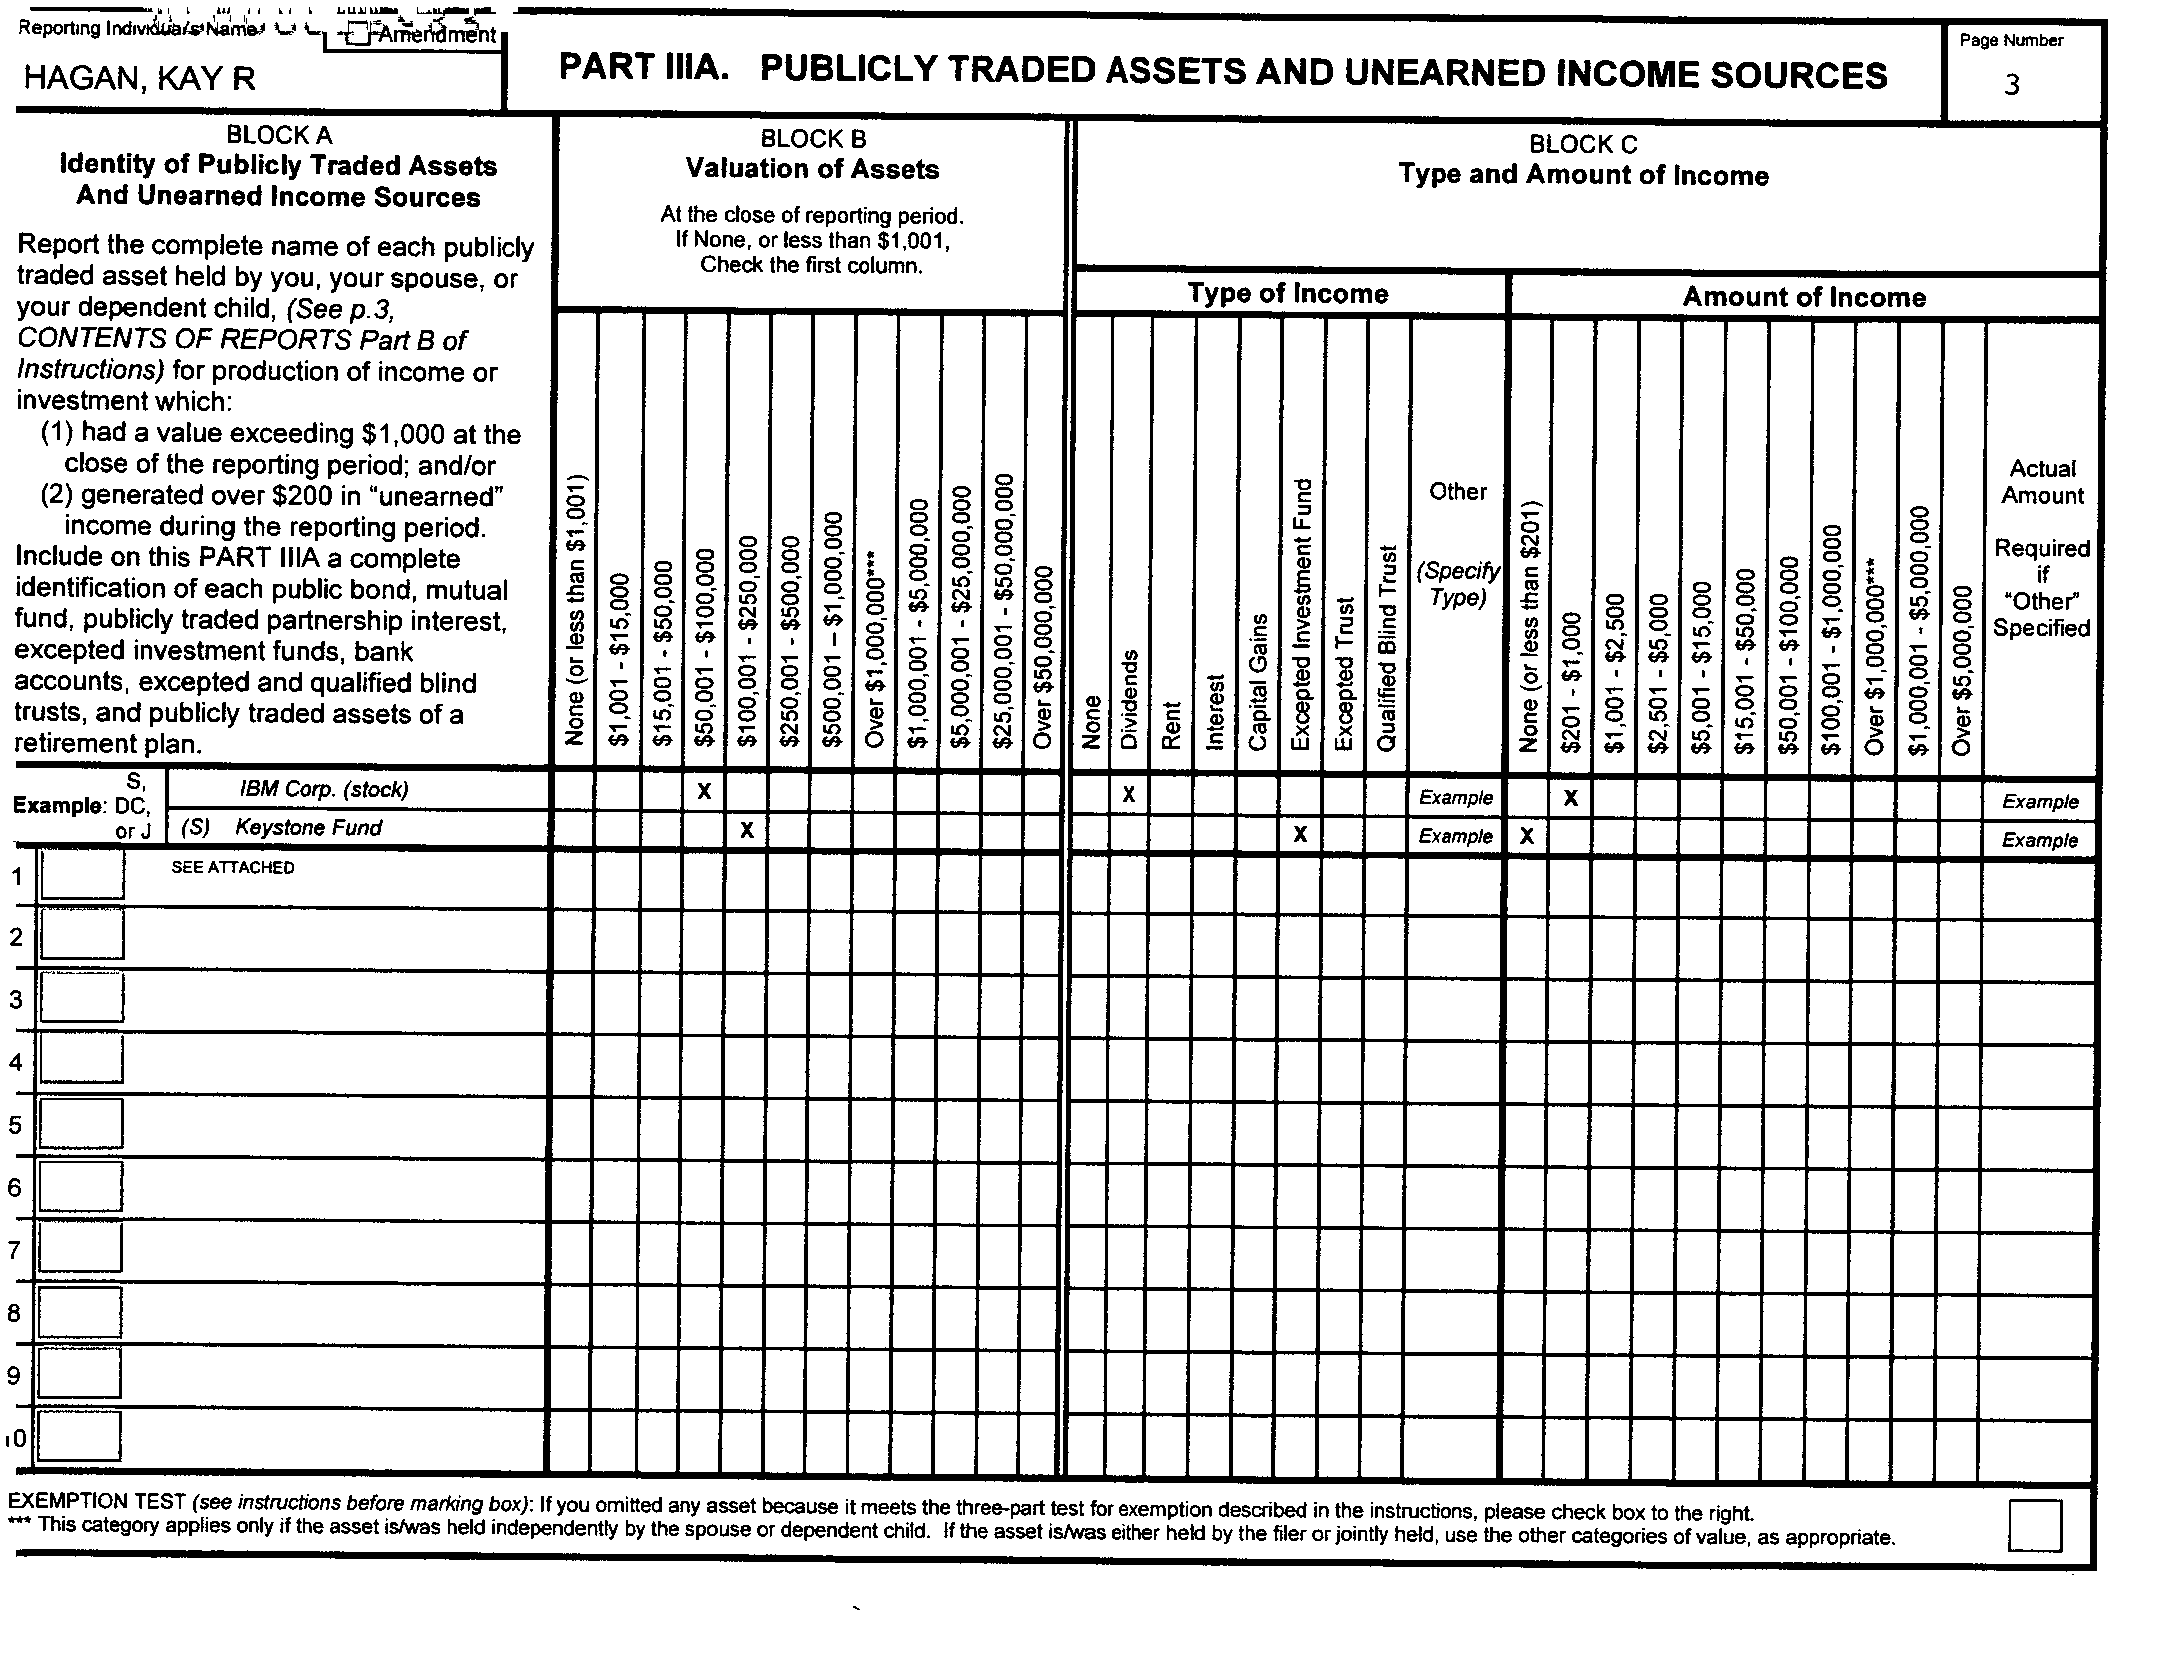 Reporting Individual's Name
Amendment
HAGAN, KAY R
PART IIIA. PUBLICLY TRADED ASSETS AND UNEARNED INCOME SOURCES
Page Number
3
BLOCK A
Identity of Publicly Traded Assets
And Unearned Income Sources
Report the complete name of each publicly
traded asset held by you, your spouse, or
your dependent child, (See p.3,
CONTENTS OF REPORTS Part B of
Instructions) for production of income or
investment which:
(1) had a value exceeding $1,000 at the
close of the reporting period; and/or
(2) generated over $200 in “unearned”
income during the reporting period.
Include on this PART IIIA a complete
identification of each public bond, mutual
fund, publicly traded partnership interest,
excepted investment funds, bank
accounts, excepted and qualified blind
trusts, and publicly traded assets of a
retirement plan.
BLOCK B
Valuation of Assets
At the close of reporting period.
If None, or less than $1,001,
Check the first column.
None (or less than $1,001)
$1,001 - $15,000
$15,001 - $50,000
$50,001 - $100,000
$100,001 - $250,000
$250,001 - $500,000
$500,001 – $1,000,000
Over $1,000,000***
$1,000,001 - $5,000,000
$5,000,001 - $25,000,000
$25,000,001 - $50,000,000
Over $50,000,000
BLOCK C
Type and Amount of Income
Type of Income
None
Dividends
Rent
Interest
Capital Gains
Excepted Investment Fund
Excepted Trust
Qualified Blind Trust
Other
(Specify
Type)
Amount of Income
None (or less than $201)
$201 - $1,000
$1,001 - $2,500
$2,501 - $5,000
$5,001 - $15,000
$15,001 - $50,000
$50,001 - $100,000
$100,001 - $1,000,000
Over $1,000,000***
$1,000,001 - $5,000,000
Over $5,000,000
Actual
Amount
Required
if
“Other”
Specified
Example: S,
DC,
or J
IBM Corp. (stock) X X Example X Example
(S) Keystone Fund X X Example X Example
1 SEE ATTACHED
2
3
4
5
6
7
8
9
10
EXEMPTION TEST (see instructions before marking box): If you omitted any asset because it meets the three-part test for exemption described in the instructions, please check box to the right.
*** This category applies only if the asset is/was held independently by the spouse or dependent child. If the asset is/was either held by the filer or jointly held, use the other categories of value, as appropriate.